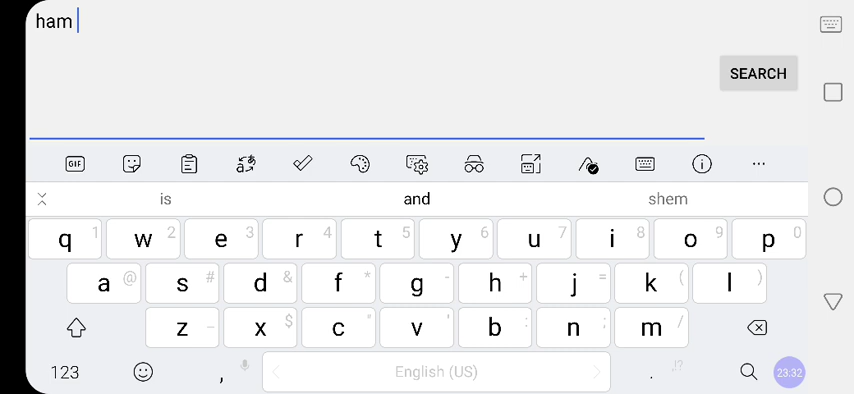 ham
SEARCH
GIF
is and shem
q 1 w 2 e 3 r 4 t 5 y 6 u 7 i 8 o 9 p 0
a @ s # d & f * g - h + j = k ( l )
z _ x $ c " v ' b : n ; m /
123 , English (US) . .!? 23:32